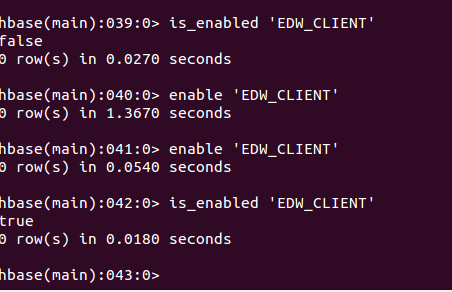 hbase(main):039:0> is_enabled 'EDW_CLIENT'
false
0 row(s) in 0.0270 seconds
hbase(main):040:0> enable 'EDW_CLIENT'
0 row(s) in 1.3670 seconds
hbase(main):041:0> enable 'EDW_CLIENT'
0 row(s) in 0.0540 seconds
hbase(main):042:0> is_enabled 'EDW_CLIENT'
true
0 row(s) in 0.0180 seconds
hbase(main):043:0>